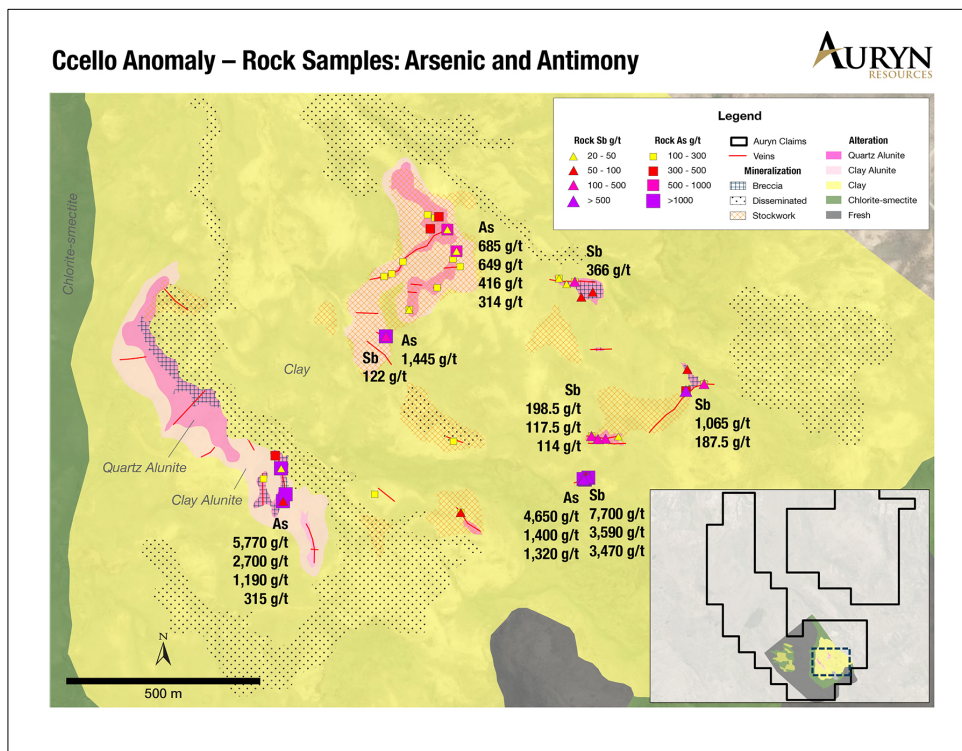 Ccello Anomaly – Rock Samples: Arsenic and Antimony
AURYN
RESOURCES
Legend
Rock Sb g/t
20 - 50
50 - 100
100 - 500
> 500
Rock As g/t
100 - 300
300 - 500
500 - 1000
>1000
Auryn Claims
Veins
Mineralization
Breccia
Disseminated
Stockwork
Alteration
Quartz Alunite
Clay Alunite
Clay
Chlorite-smectite
Fresh
Chlorite-smectite
As
685 g/t
649 g/t
416 g/t
314 g/t
Sb
366 g/t
As
1,445 g/t
Sb
122 g/t
Clay
Sb
198.5 g/t
117.5 g/t
114 g/t
Sb
1,065 g/t
187.5 g/t
Quartz Alunite
Clay Alunite
As
5,770 g/t
2,700 g/t
1,190 g/t
315 g/t
As
4,650 g/t
1,400 g/t
1,320 g/t
Sb
7,700 g/t
3,590 g/t
3,470 g/t
N
500 m